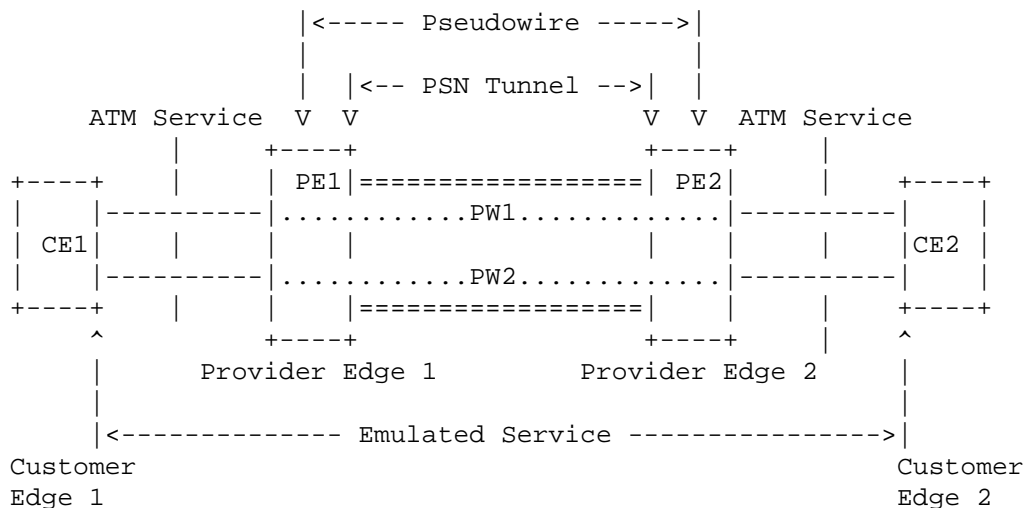 |<----- Pseudowire ----->|
|                        |
|  |<-- PSN Tunnel -->|  |
ATM Service  V  V                  V  V  ATM Service
|     +----+                  +----+     |
+----+    |     | PE1|==================| PE2|     |    +----+
|    |----------|............PW1.............|----------|    |
| CE1|    |     |    |                  |    |     |    |CE2 |
|    |----------|............PW2.............|----------|    |
+----+    |     |    |==================|    |     |    +----+
^          +----+                  +----+     |    ^
|      Provider Edge 1         Provider Edge 2     |
|                                                  |
|<-------------- Emulated Service ---------------->|
Customer                                           Customer
Edge 1                                             Edge 2